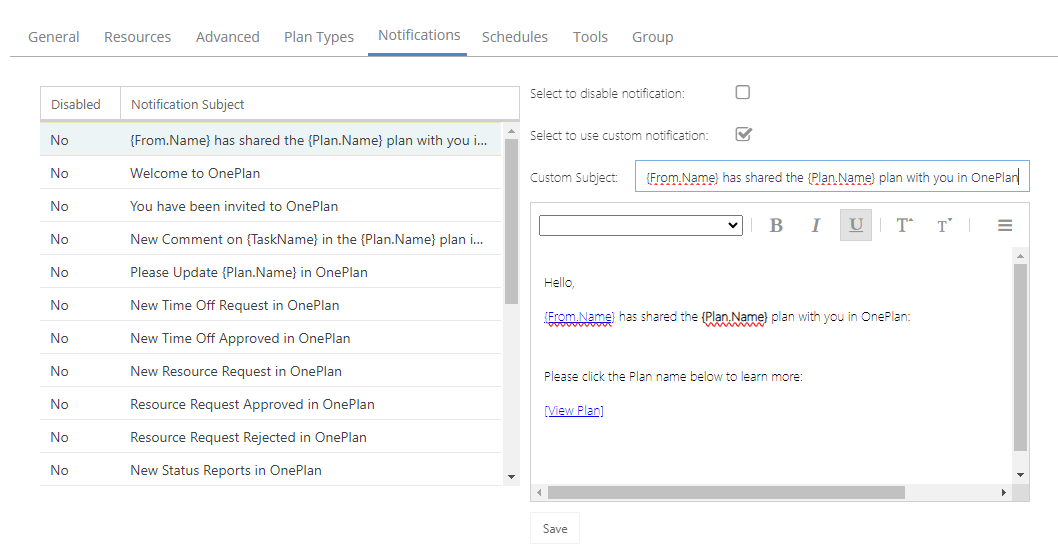 General Resources Advanced Plan Types Notifications Schedules Tools Group
Disabled Notification Subject
No {From.Name} has shared the {Plan.Name} plan with you i...
No Welcome to OnePlan
No You have been invited to OnePlan
No New Comment on {TaskName} in the {Plan.Name} plan i...
No Please Update {Plan.Name} in OnePlan
No New Time Off Request in OnePlan
No New Time Off Approved in OnePlan
No New Resource Request in OnePlan
No Resource Request Approved in OnePlan
No Resource Request Rejected in OnePlan
No New Status Reports in OnePlan
Select to disable notification:
Select to use custom notification:
Custom Subject: {From.Name} has shared the {Plan.Name} plan with you in OnePlan
B I U T T
Hello,
{From.Name} has shared the {Plan.Name} plan with you in OnePlan:
Please click the Plan name below to learn more:
[View Plan]
Save